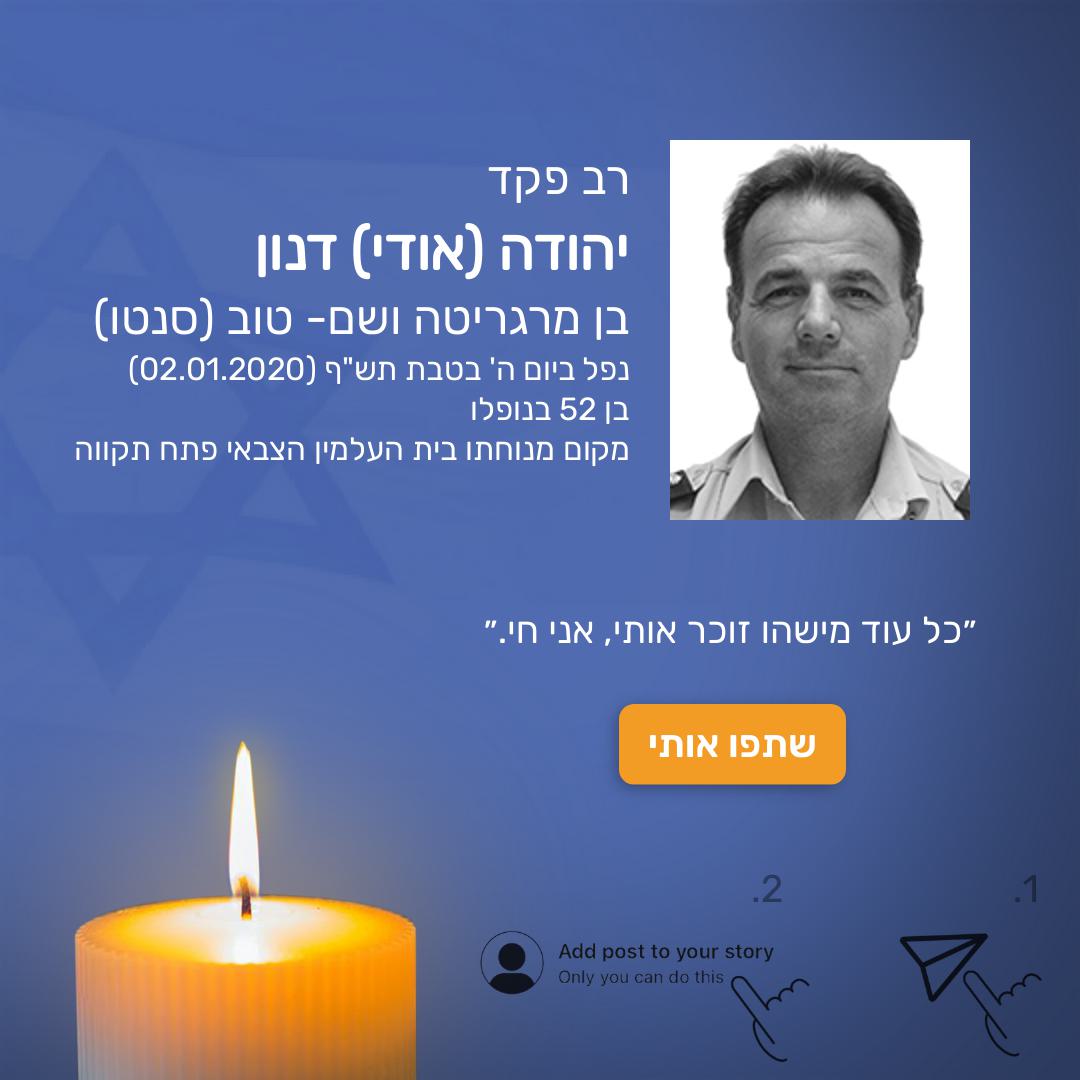 רב פקד
יהודה (אודי) דנון
בן מרגריטה ושם- טוב (סנטו)
נפל ביום ה' בטבת תש"ף (02.01.2020)
בן 52 בנופלו
מקום מנוחתו בית העלמין הצבאי פתח תקווה
״כל עוד מישהו זוכר אותי, אני חי.״
שתפו אותי
1.
2.
Add post to your story
Only you can do this